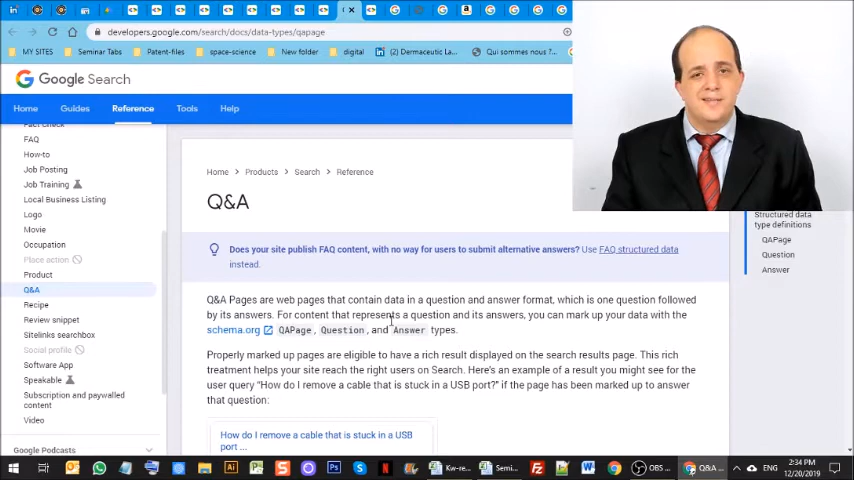 developers.google.com/search/docs/data-types/qapage
MY SITES
Seminar Tabs
Patent-files
space-science
New folder
digital
(2) Dermaceutic La...
Qui sommes nous ?...
Google Search
Home
Guides
Reference
Tools
Help
Fact Check
FAQ
How-to
Job Posting
Job Training
Local Business Listing
Logo
Movie
Occupation
Place action
Product
Q&A
Recipe
Review snippet
Sitelinks searchbox
Social profile
Software App
Speakable
Subscription and paywalled
content
Video
Google Podcasts
Home > Products > Search > Reference
Q&A
Does your site publish FAQ content, with no way for users to submit alternative answers? Use FAQ structured data
instead.
Q&A Pages are web pages that contain data in a question and answer format, which is one question followed
by its answers. For content that represents a question and its answers, you can mark up your data with the
schema.org QAPage, Question, and Answer types.
Properly marked up pages are eligible to have a rich result displayed on the search results page. This rich
treatment helps your site reach the right users on Search. Here's an example of a result you might see for the
user query “How do I remove a cable that is stuck in a USB port?” if the page has been marked up to answer
that question:
How do I remove a cable that is stuck in a USB
port ...
Structured data
type definitions
QAPage
Question
Answer
Kw-re...
Semi...
OBS ...
Q&A ...
ENG
2:34 PM
12/20/2019